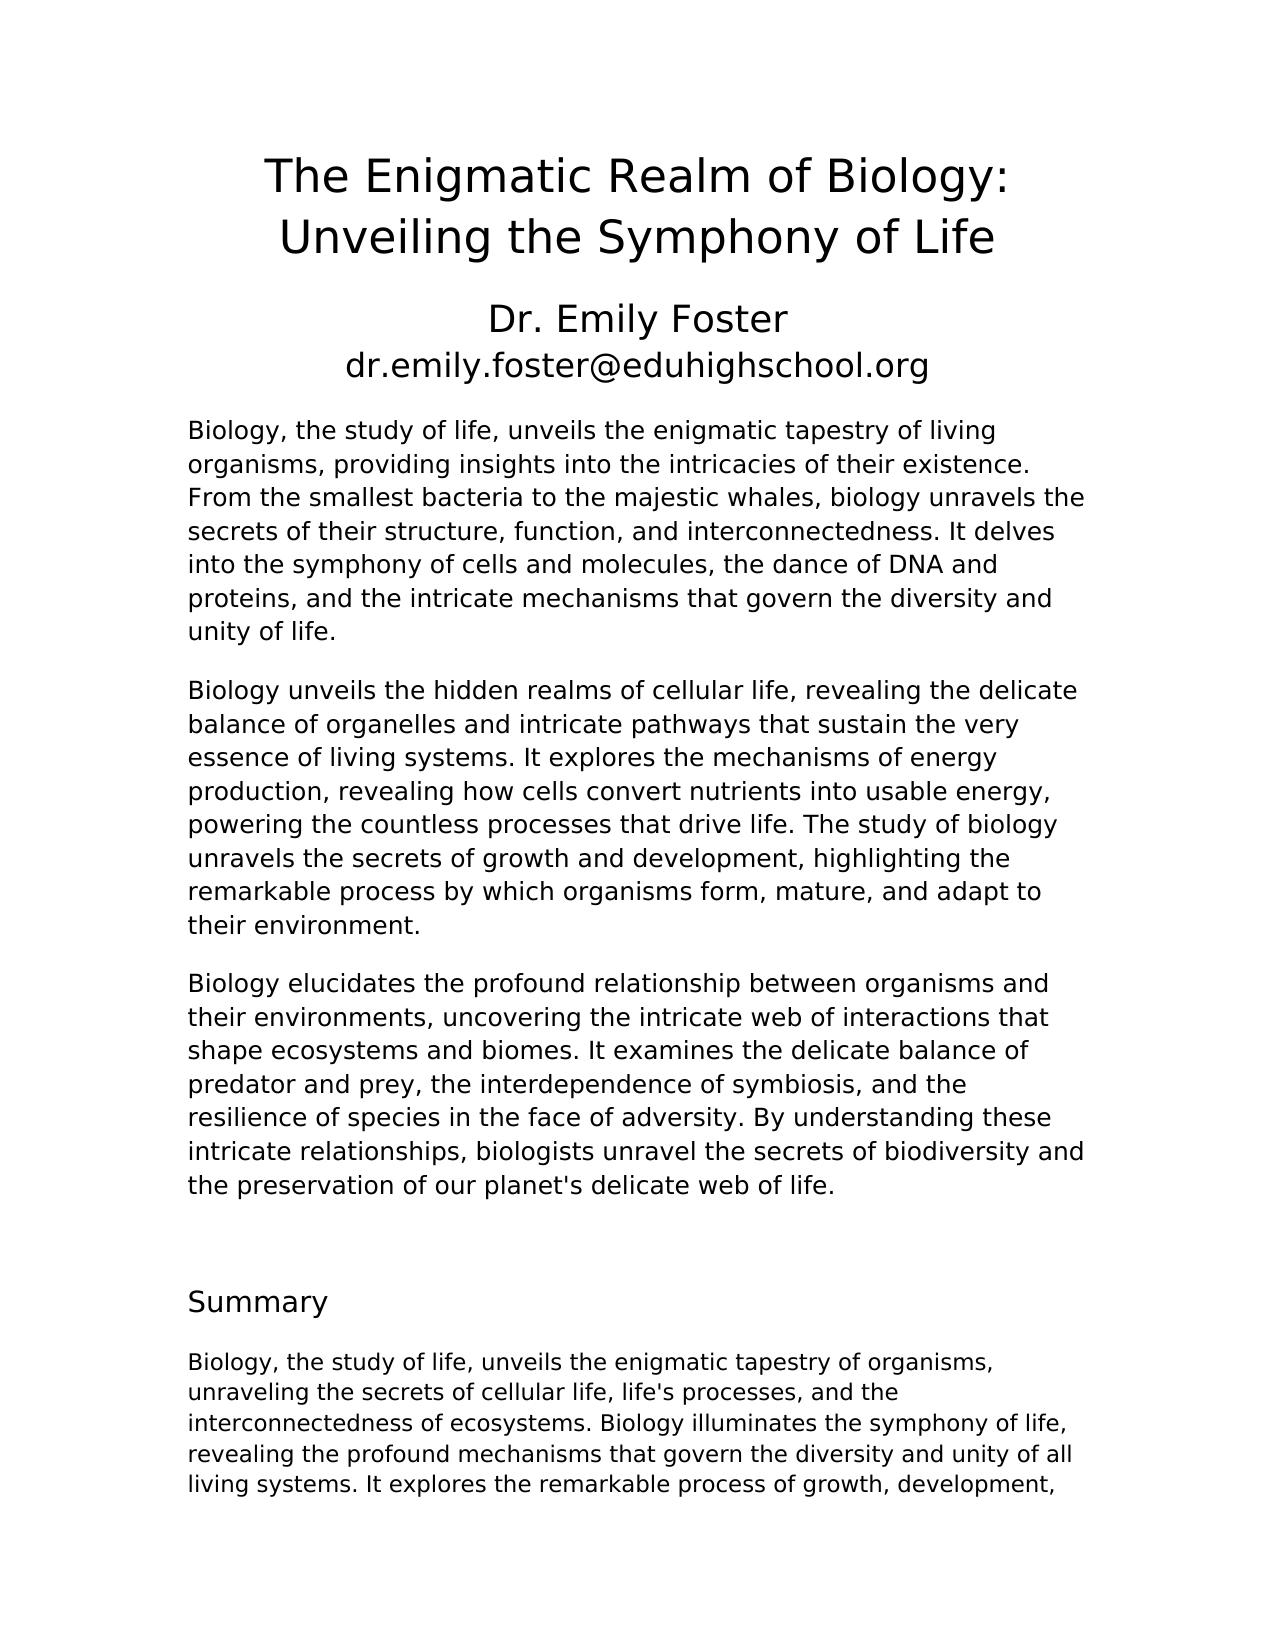 The Enigmatic Realm of Biology:
Unveiling the Symphony of Life
Dr. Emily Foster
dr.emily.foster@eduhighschool.org
Biology, the study of life, unveils the enigmatic tapestry of living
organisms, providing insights into the intricacies of their existence.
From the smallest bacteria to the majestic whales, biology unravels the
secrets of their structure, function, and interconnectedness. It delves
into the symphony of cells and molecules, the dance of DNA and
proteins, and the intricate mechanisms that govern the diversity and
unity of life.
Biology unveils the hidden realms of cellular life, revealing the delicate
balance of organelles and intricate pathways that sustain the very
essence of living systems. It explores the mechanisms of energy
production, revealing how cells convert nutrients into usable energy,
powering the countless processes that drive life. The study of biology
unravels the secrets of growth and development, highlighting the
remarkable process by which organisms form, mature, and adapt to
their environment.
Biology elucidates the profound relationship between organisms and
their environments, uncovering the intricate web of interactions that
shape ecosystems and biomes. It examines the delicate balance of
predator and prey, the interdependence of symbiosis, and the
resilience of species in the face of adversity. By understanding these
intricate relationships, biologists unravel the secrets of biodiversity and
the preservation of our planet's delicate web of life.
Summary
Biology, the study of life, unveils the enigmatic tapestry of organisms,
unraveling the secrets of cellular life, life's processes, and the
interconnectedness of ecosystems. Biology illuminates the symphony of life,
revealing the profound mechanisms that govern the diversity and unity of all
living systems. It explores the remarkable process of growth, development,